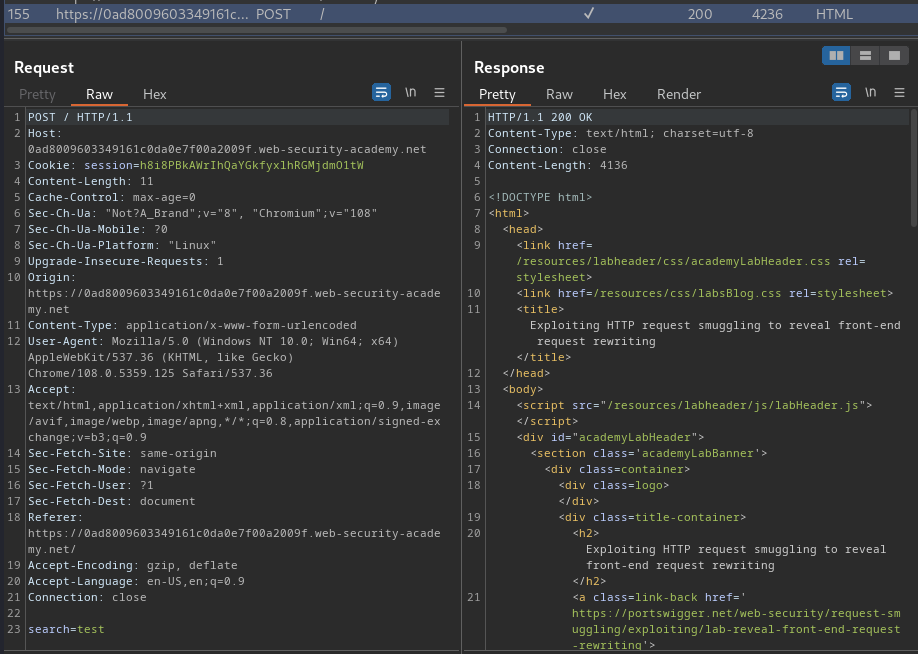 155 https://0ad8009603349161c... POST / ✓ 200 4236 HTML
Request
Pretty Raw Hex \n
1 POST / HTTP/1.1
2 Host:
0ad8009603349161c0da0e7f00a2009f.web-security-academy.net
3 Cookie: session=h8i8PBkAWrIhQaYGkfyxlhRGMjdmO1tW
4 Content-Length: 11
5 Cache-Control: max-age=0
6 Sec-Ch-Ua: "Not?A_Brand";v="8", "Chromium";v="108"
7 Sec-Ch-Ua-Mobile: ?0
8 Sec-Ch-Ua-Platform: "Linux"
9 Upgrade-Insecure-Requests: 1
10 Origin:
https://0ad8009603349161c0da0e7f00a2009f.web-security-acade
my.net
11 Content-Type: application/x-www-form-urlencoded
12 User-Agent: Mozilla/5.0 (Windows NT 10.0; Win64; x64)
AppleWebKit/537.36 (KHTML, like Gecko)
Chrome/108.0.5359.125 Safari/537.36
13 Accept:
text/html,application/xhtml+xml,application/xml;q=0.9,image
/avif,image/webp,image/apng,*/*;q=0.8,application/signed-ex
change;v=b3;q=0.9
14 Sec-Fetch-Site: same-origin
15 Sec-Fetch-Mode: navigate
16 Sec-Fetch-User: ?1
17 Sec-Fetch-Dest: document
18 Referer:
https://0ad8009603349161c0da0e7f00a2009f.web-security-acade
my.net/
19 Accept-Encoding: gzip, deflate
20 Accept-Language: en-US,en;q=0.9
21 Connection: close
22
23 search=test
Response
Pretty Raw Hex Render \n
1 HTTP/1.1 200 OK
2 Content-Type: text/html; charset=utf-8
3 Connection: close
4 Content-Length: 4136
5
6 <!DOCTYPE html>
7 <html>
8 <head>
9 <link href=
/resources/labheader/css/academyLabHeader.css rel=
stylesheet>
10 <link href=/resources/css/labsBlog.css rel=stylesheet>
11 <title>
Exploiting HTTP request smuggling to reveal front-end
request rewriting
</title>
12 </head>
13 <body>
14 <script src="/resources/labheader/js/labHeader.js">
</script>
15 <div id="academyLabHeader">
16 <section class='academyLabBanner'>
17 <div class=container>
18 <div class=logo>
</div>
19 <div class=title-container>
20 <h2>
Exploiting HTTP request smuggling to reveal
front-end request rewriting
</h2>
21 <a class=link-back href='
https://portswigger.net/web-security/request-sm
uggling/exploiting/lab-reveal-front-end-request
-rewriting'>